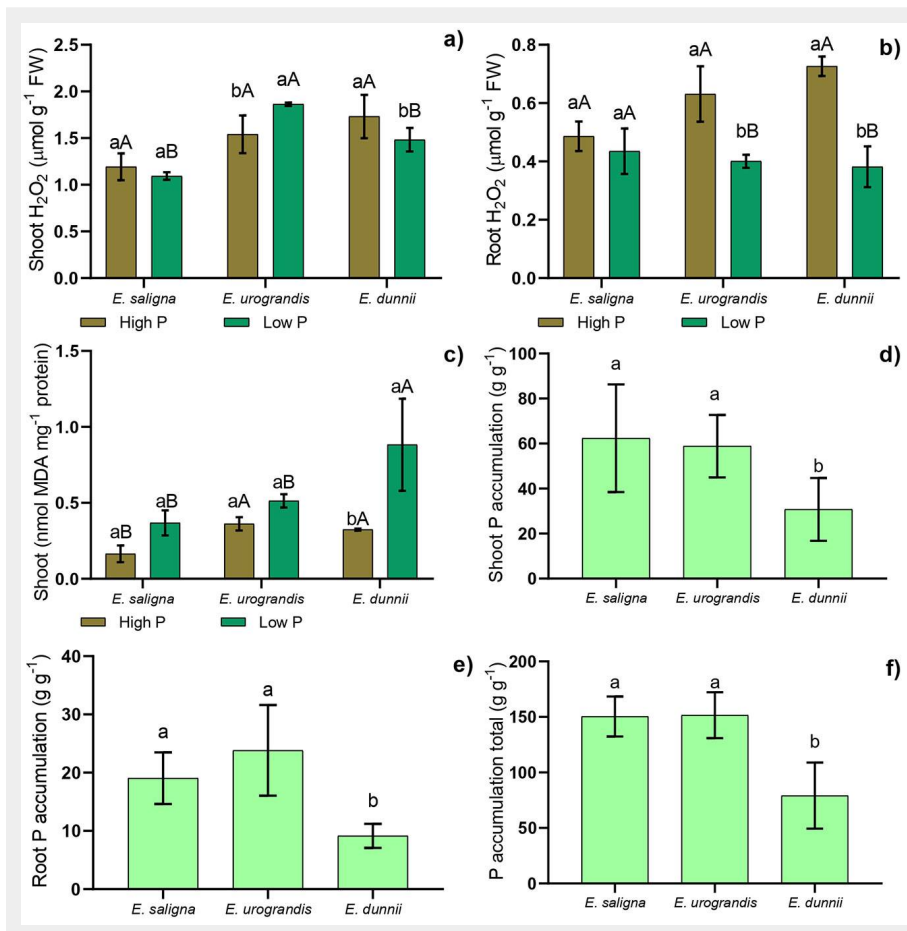 a)
Shoot H₂O₂ (μmol g⁻¹ FW)
2.5
2.0
1.5
1.0
0.5
0.0
aA
aB
bA
aA
aA
bB
E. saligna
E. urograndis
E. dunnii
High P
Low P
b)
Root H₂O₂ (μmol g⁻¹ FW)
0.8
0.6
0.4
0.2
0.0
aA
aA
aA
bB
aA
bB
E. saligna
E. urograndis
E. dunnii
High P
Low P
c)
Shoot (nmol MDA mg⁻¹ protein)
1.5
1.0
0.5
0.0
aB
aB
aA
aB
bA
aA
E. saligna
E. urograndis
E. dunnii
High P
Low P
d)
Shoot P accumulation (g g⁻¹)
100
80
60
40
20
0
a
a
b
E. saligna
E. urograndis
E. dunnii
e)
Root P accumulation (g g⁻¹)
40
30
20
10
0
a
a
b
E. saligna
E. urograndis
E. dunnii
f)
P accumulation total (g g⁻¹)
200
150
100
50
0
a
a
b
E. saligna
E. urograndis
E. dunnii